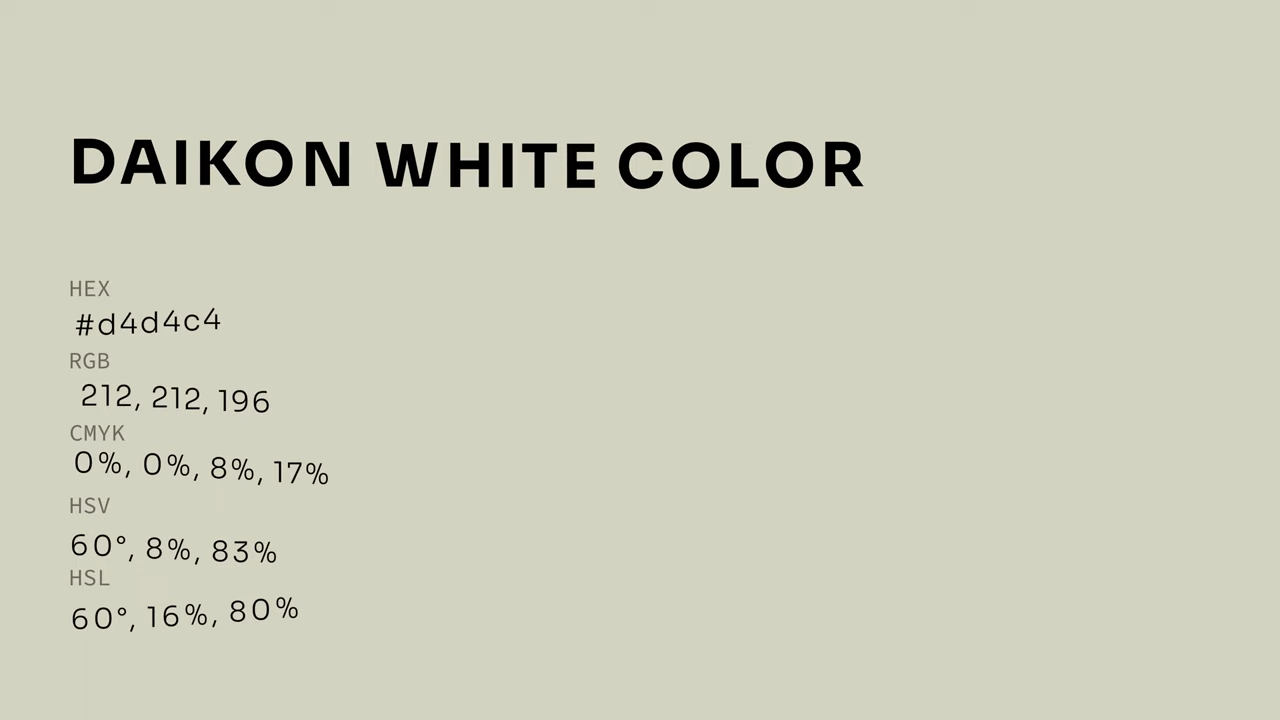 DAIKON WHITE COLOR
HEX
#d4d4c4
RGB
212, 212, 196
CMYK
0%, 0%, 8%, 17%
HSV
60°, 8%, 83%
HSL
60°, 16%, 80%